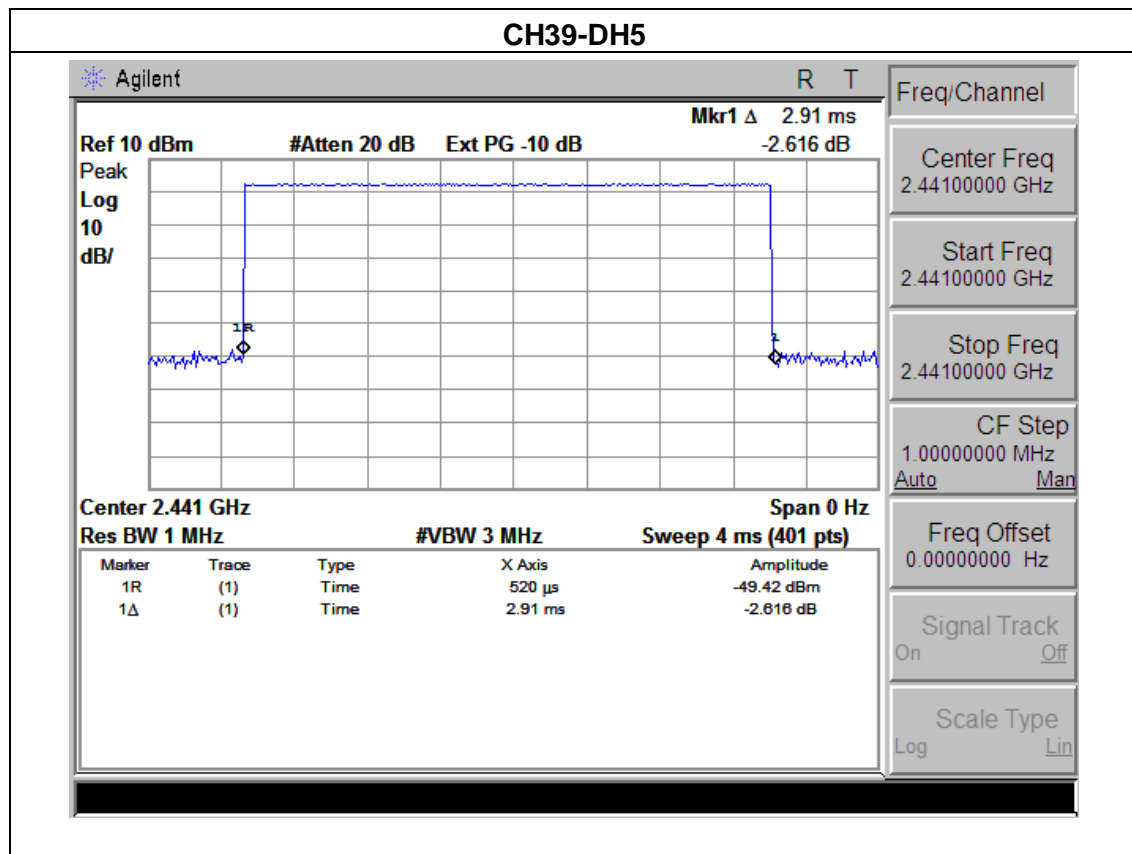 CH39-DH5
Agilent R T
Mkr1 Δ 2.91 ms
Ref 10 dBm #Atten 20 dB Ext PG -10 dB -2.616 dB
Peak
Log
10
dB/
1R
1
Center 2.441 GHz Span 0 Hz
Res BW 1 MHz #VBW 3 MHz Sweep 4 ms (401 pts)
Marker Trace Type X Axis Amplitude
1R (1) Time 520 µs -49.42 dBm
1Δ (1) Time 2.91 ms -2.616 dB
Freq/Channel
Center Freq
2.44100000 GHz
Start Freq
2.44100000 GHz
Stop Freq
2.44100000 GHz
CF Step
1.00000000 MHz
Auto Man
Freq Offset
0.00000000 Hz
Signal Track
On Off
Scale Type
Log Lin